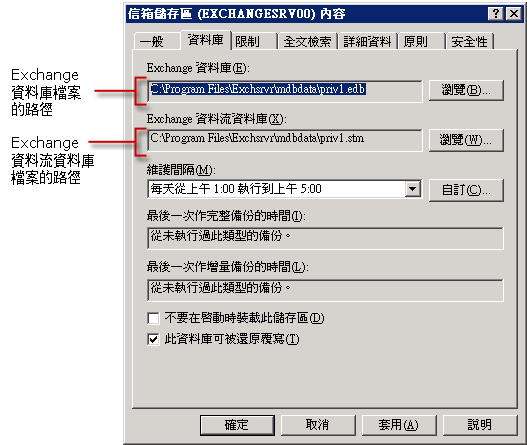 信箱儲存區 (EXCHANGESRV00) 內容
一般
資料庫
限制
全文檢索
詳細資料
原則
安全性
Exchange 資料庫(E):
C:\Program Files\Exchsrvr\mdbdata\priv1.edb
瀏覽(B)...
Exchange
資料庫檔案
的路徑
Exchange 資料流資料庫(X):
C:\Program Files\Exchsrvr\mdbdata\priv1.stm
瀏覽(W)...
Exchange
資料流資料庫
檔案的路徑
維護間隔(M):
每天從上午 1:00 執行到上午 5:00
自訂(C)...
最後一次作完整備份的時間(I):
從未執行過此類型的備份。
最後一次作增量備份的時間(L):
從未執行過此類型的備份。
不要在啓動時裝載此儲存區(D)
此資料庫可被還原覆寫(T)
確定
取消
套用(A)
說明